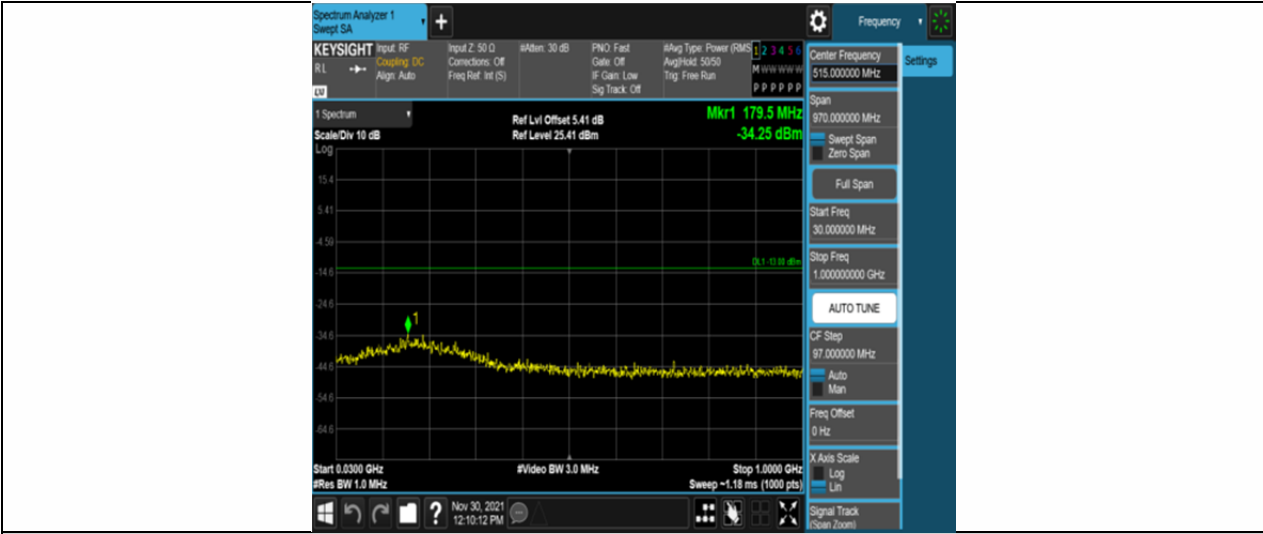 Spectrum Analyzer 1
Swept SA
+
Frequency
KEYSIGHT
Input: RF
Coupling: DC
Align: Auto
Input Z: 50 Ω
Corrections: Off
Freq Ref: Int (S)
#Atten: 30 dB
PNO: Fast
Gate: Off
IF Gain: Low
Sig Track: Off
#Avg Type: Power (RMS
Avg|Hold: 50/50
Trig: Free Run
1 2 3 4 5 6
M W W W W W
P P P P P P
R L
LV
1 Spectrum
Scale/Div 10 dB
Log
Ref Lvl Offset 5.41 dB
Ref Level 25.41 dBm
Mkr1 179.5 MHz
-34.25 dBm
15.4
5.41
-4.59
-14.6
-24.6
-34.6
-44.6
-54.6
-64.6
DL1 -13.00 dBm
1
Start 0.0300 GHz
#Res BW 1.0 MHz
#Video BW 3.0 MHz
Stop 1.0000 GHz
Sweep ~1.18 ms (1000 pts)
Center Frequency
515.000000 MHz
Settings
Span
970.000000 MHz
Swept Span
Zero Span
Full Span
Start Freq
30.000000 MHz
Stop Freq
1.000000000 GHz
AUTO TUNE
CF Step
97.000000 MHz
Auto
Man
Freq Offset
0 Hz
X Axis Scale
Log
Lin
Signal Track
(Span Zoom)
?
Nov 30, 2021
12:10:12 PM